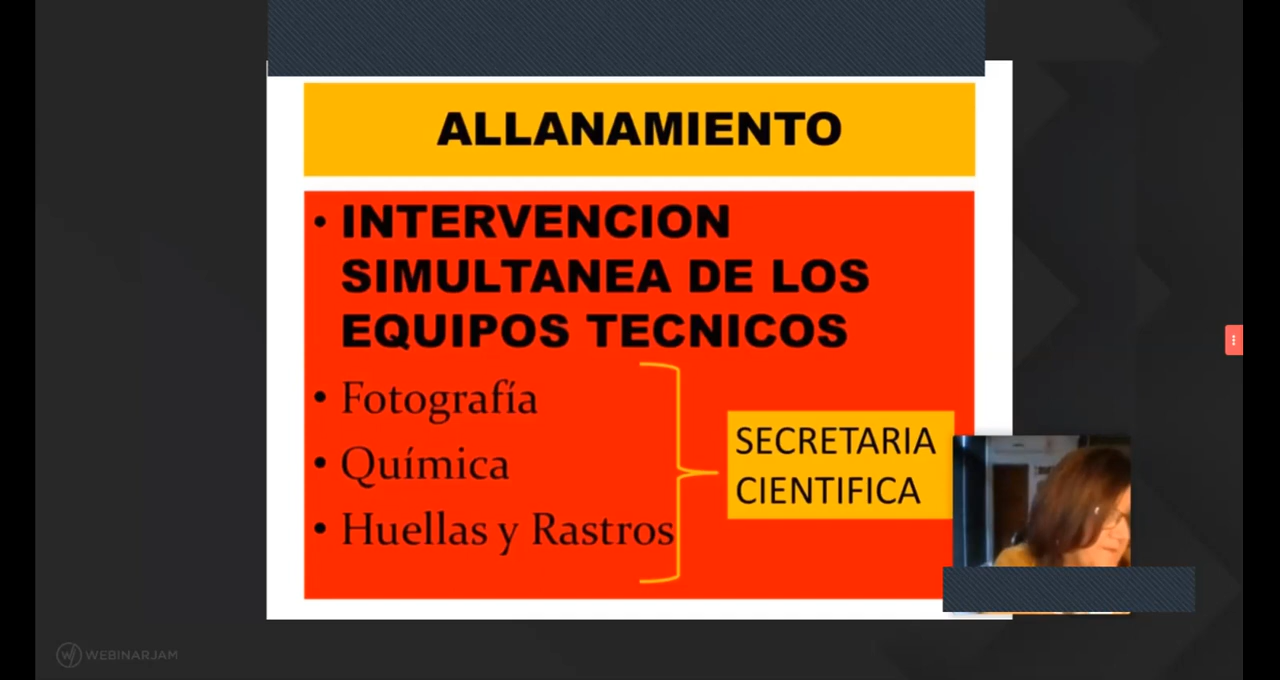 ALLANAMIENTO
• INTERVENCION
SIMULTANEA DE LOS
EQUIPOS TECNICOS
• Fotografía
• Química
• Huellas y Rastros
SECRETARIA
CIENTIFICA
WEBINARJAM